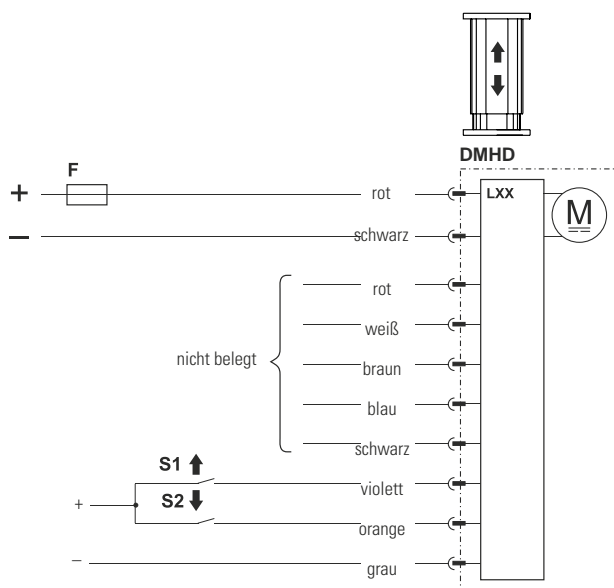 DMHD
F
+ rot LXX M
− schwarz
rot
weiß
nicht belegt braun
blau
schwarz
S1 violett
+ S2
orange
− grau